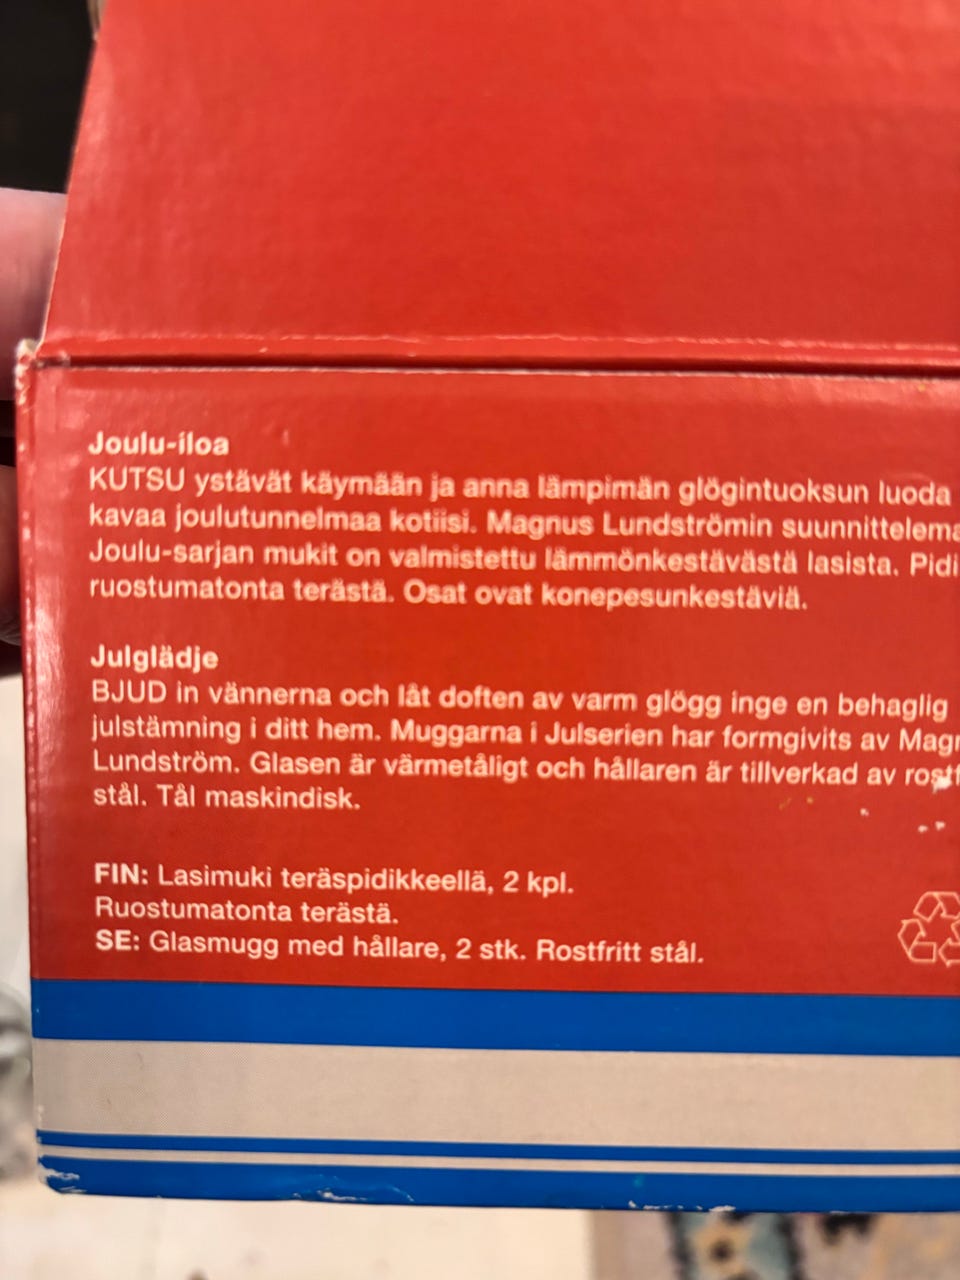 Joulu-iloa
KUTSU ystävät käymään ja anna lämpimän glögintuoksun luoda
kavaa joulutunnelmaa kotiisi. Magnus Lundströmin
Joulu-sarjan mukit on valmistettu lämmönkestävästä lasista.
ruostumatonta terästä. Osat ovat konepesunkestäviä.
Julglädje
BJUD in vännerna och låt doften av varm glögg inge en behaglig
julstämning i ditt hem. Muggarna i Julserien har formgivits av
Lundström. Glasen är värmetåligt och hållaren är tillverkad av
stål. Tål maskindisk.
FIN: Lasimuki teräspidikkeellä, 2 kpl.
Ruostumatonta terästä.
SE: Glasmugg med hållare, 2 stk. Rostfritt stål.